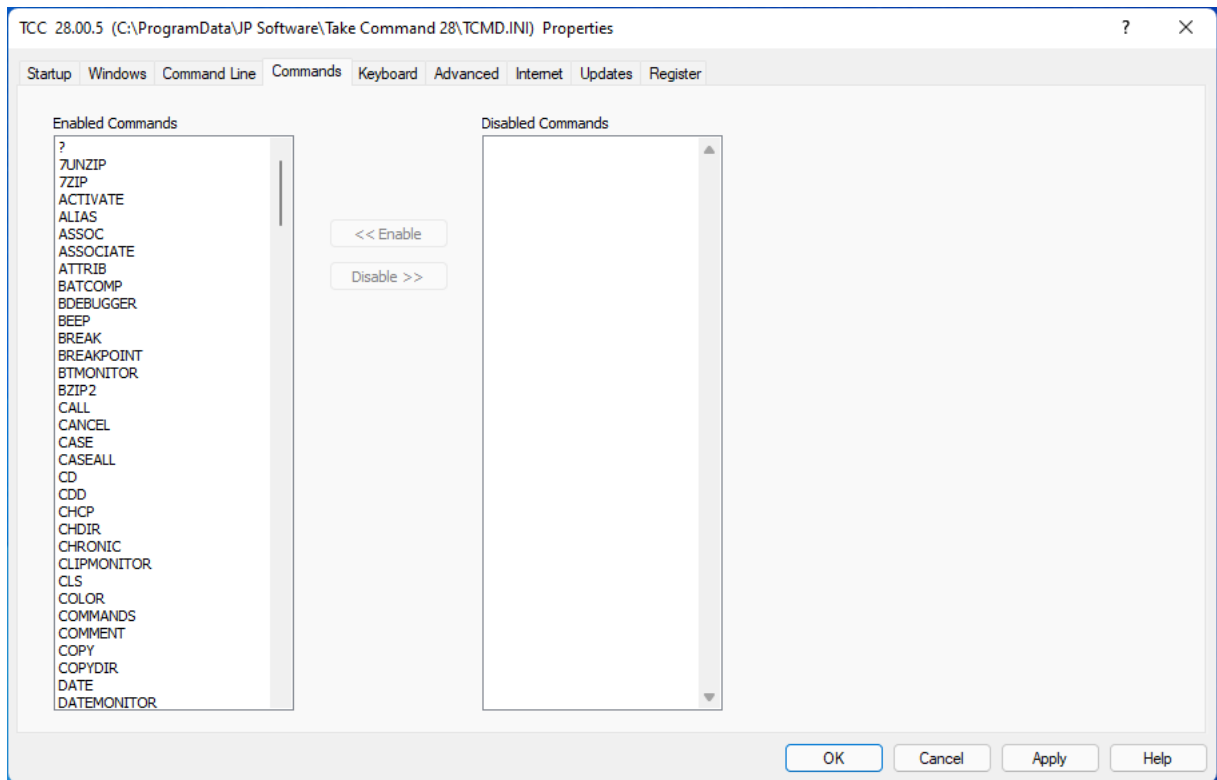 TCC 28.00.5 (C:\ProgramData\JP Software\Take Command 28\TCMD.INI) Properties
?
Startup Windows Command Line Commands Keyboard Advanced Internet Updates Register
Enabled Commands
?
7UNZIP
7ZIP
ACTIVATE
ALIAS
ASSOC
ASSOCIATE
ATTRIB
BATCOMP
BDEBUGGER
BEEP
BREAK
BREAKPOINT
BTMONITOR
BZIP2
CALL
CANCEL
CASE
CASEALL
CD
CDD
CHCP
CHDIR
CHRONIC
CLIPMONITOR
CLS
COLOR
COMMANDS
COMMENT
COPY
COPYDIR
DATE
DATEMONITOR
<< Enable
Disable >>
Disabled Commands
OK Cancel Apply Help